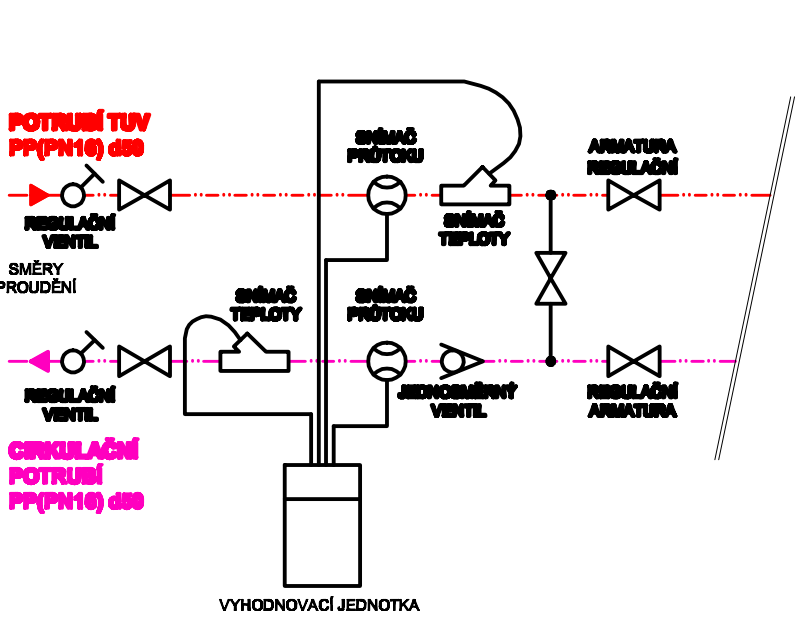 POTRUBÍ TUV
PP(PN16) d50
SNÍMAČ
PRŮTOKU
ARMATURA
REGULAČNÍ
REGULAČNÍ
VENTIL
SNÍMAČ
TEPLOTY
SMĚRY
PROUDĚNÍ
SNÍMAČ
TEPLOTY
SNÍMAČ
PRŮTOKU
REGULAČNÍ
VENTIL
JEDNOSMĚRNÝ
VENTIL
REGULAČNÍ
ARMATURA
CIRKULAČNÍ
POTRUBÍ
PP(PN16) d50
VYHODNOVACÍ JEDNOTKA